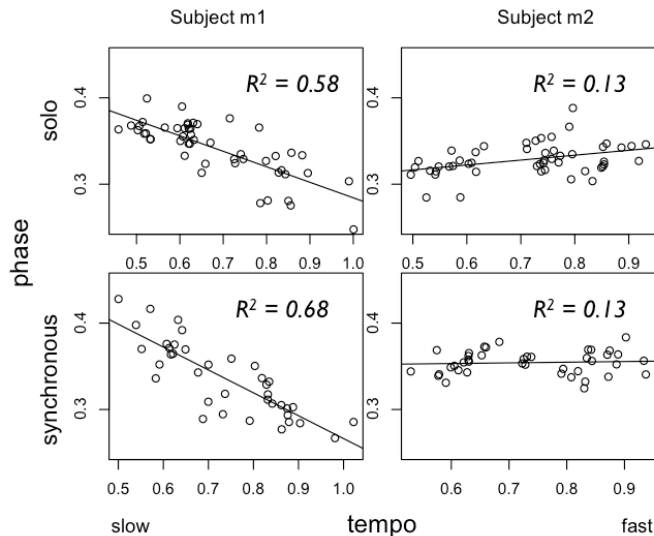 Subject m1 Subject m2
R² = 0.58 R² = 0.13
0.4 0.4
solo
0.3 0.3
0.5 0.6 0.7 0.8 0.9 1.0 0.5 0.6 0.7 0.8 0.9
phase
R² = 0.68 R² = 0.13
0.4 0.4
synchronous
0.3 0.3
0.5 0.6 0.7 0.8 0.9 1.0 0.6 0.7 0.8 0.9
slow tempo fast